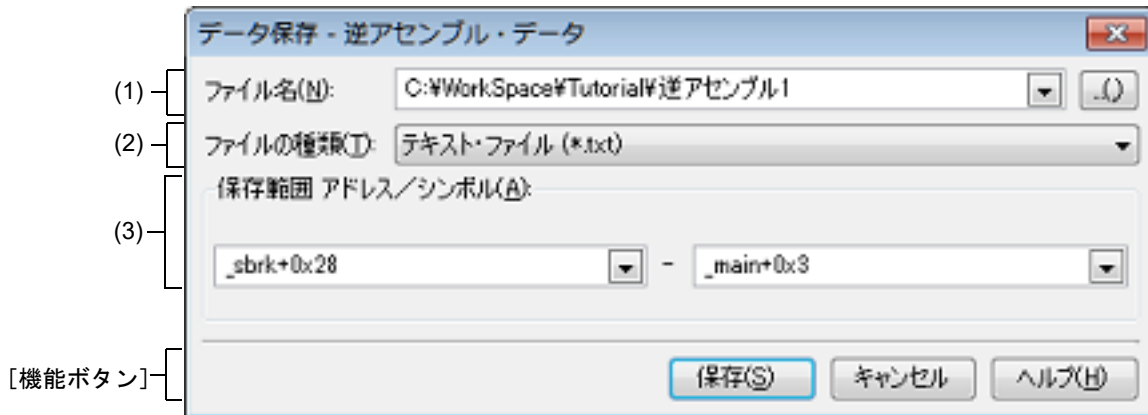 データ保存 - 逆アセンブル・データ
(1)
ファイル名(N): C:¥WorkSpace¥Tutorial¥逆アセンブル1 ...()
(2)
ファイルの種類(T): テキスト・ファイル (*.txt)
(3)
保存範囲 アドレス／シンボル(A):
_sbrk+0x28 - _main+0x3
[機能ボタン]
保存(S) キャンセル ヘルプ(H)